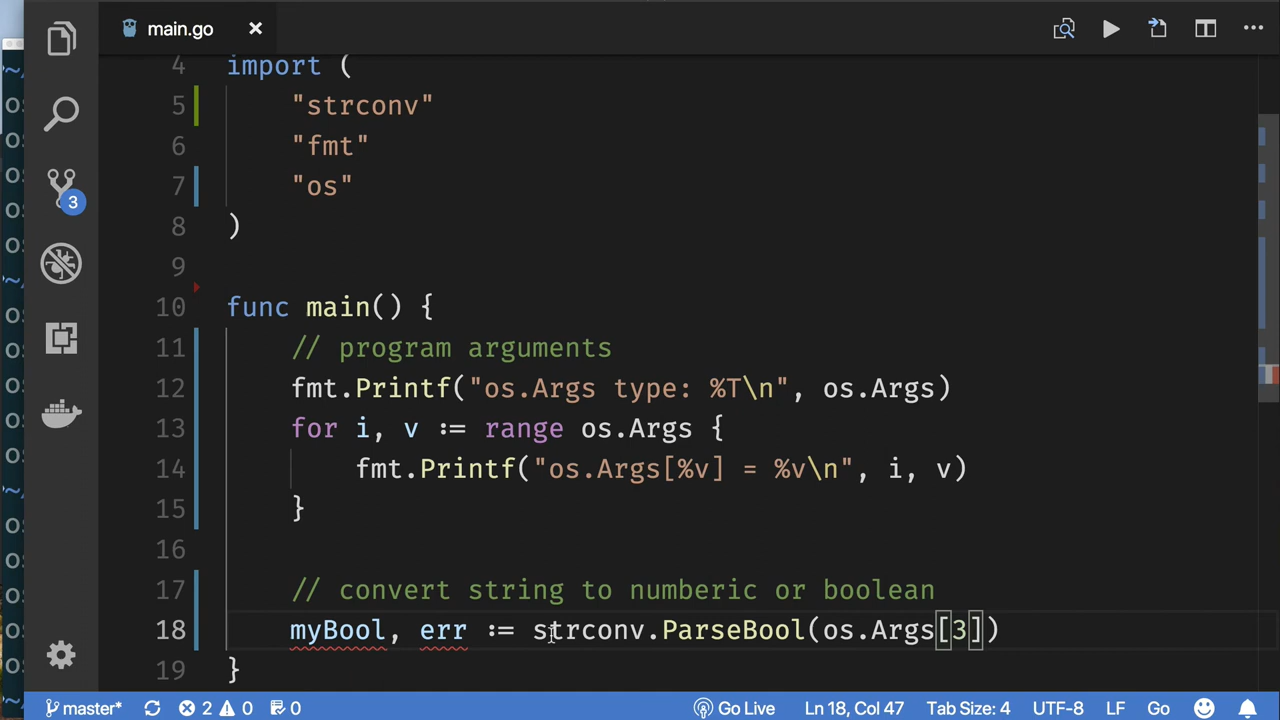 main.go
4 import (
5 "strconv"
6 "fmt"
7 "os"
8 )
9
10 func main() {
11 // program arguments
12 fmt.Printf("os.Args type: %T\n", os.Args)
13 for i, v := range os.Args {
14 fmt.Printf("os.Args[%v] = %v\n", i, v)
15 }
16
17 // convert string to numberic or boolean
18 myBool, err := strconv.ParseBool(os.Args[3])
19 }
3
master* 2 0 0 Go Live Ln 18, Col 47 Tab Size: 4 UTF-8 LF Go